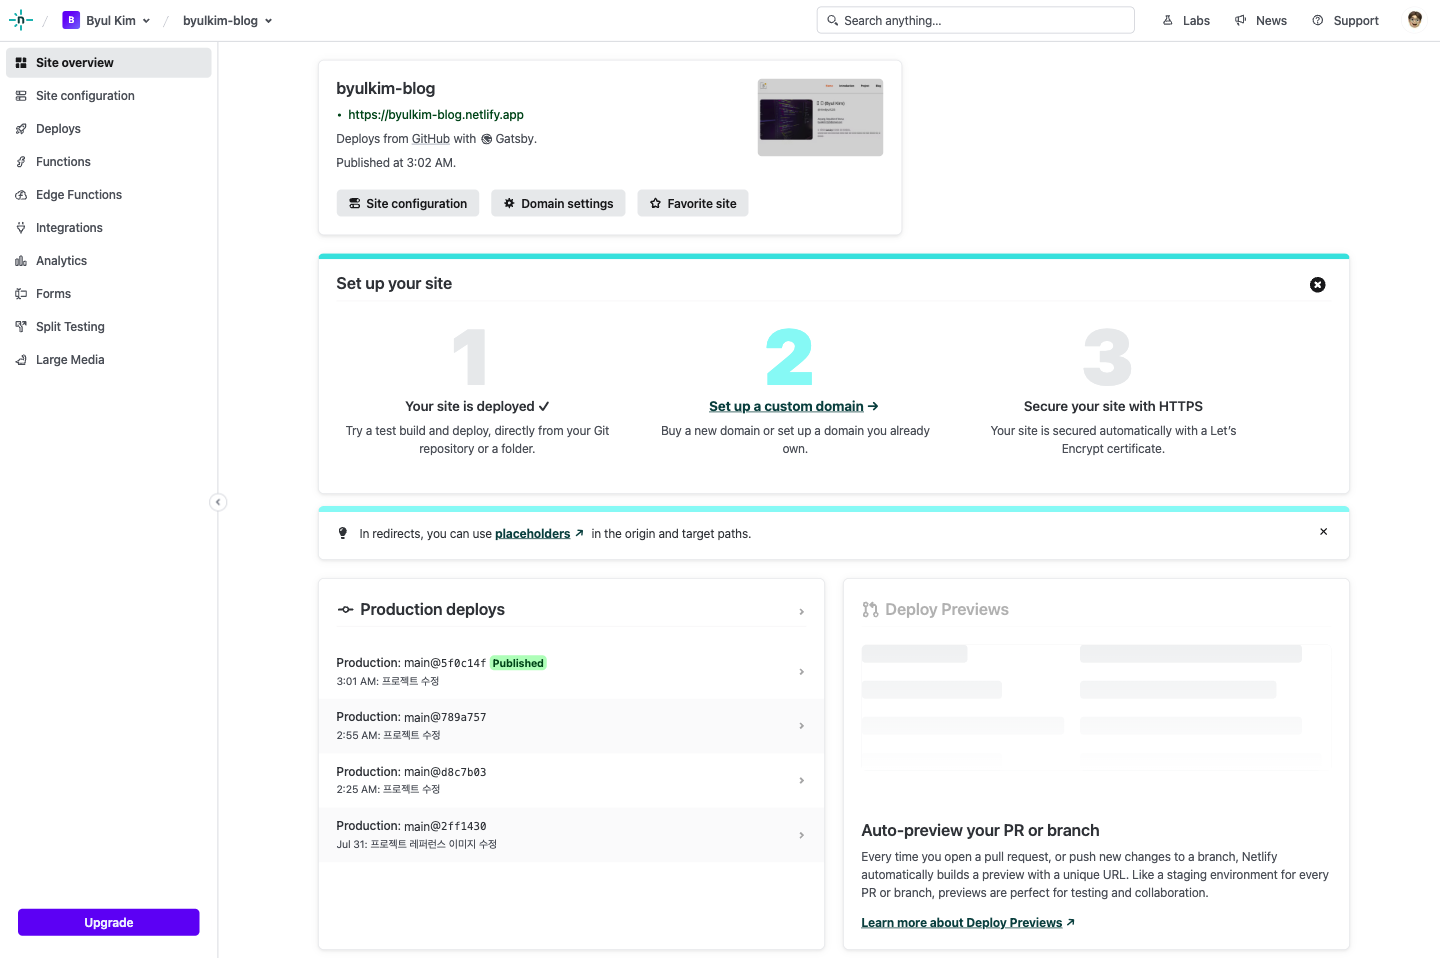 B Byul Kim
byulkim-blog
Search anything…
Labs
News
Support
Site overview
Site configuration
Deploys
Functions
Edge Functions
Integrations
Analytics
Forms
Split Testing
Large Media
Upgrade
byulkim-blog
https://byulkim-blog.netlify.app
Deploys from GitHub with Gatsby.
Published at 3:02 AM.
Site configuration
Domain settings
Favorite site
Set up your site
1
Your site is deployed
Try a test build and deploy, directly from your Git
repository or a folder.
2
Set up a custom domain →
Buy a new domain or set up a domain you already
own.
3
Secure your site with HTTPS
Your site is secured automatically with a Let's
Encrypt certificate.
In redirects, you can use placeholders ↗ in the origin and target paths.
Production deploys
Production: main@5f0c14f Published
3:01 AM: 프로젝트 수정
Production: main@789a757
2:55 AM: 프로젝트 수정
Production: main@d8c7b03
2:25 AM: 프로젝트 수정
Production: main@2ff1430
Jul 31: 프로젝트 레퍼런스 이미지 수정
Deploy Previews
Auto-preview your PR or branch
Every time you open a pull request, or push new changes to a branch, Netlify
automatically builds a preview with a unique URL. Like a staging environment for every
PR or branch, previews are perfect for testing and collaboration.
Learn more about Deploy Previews ↗